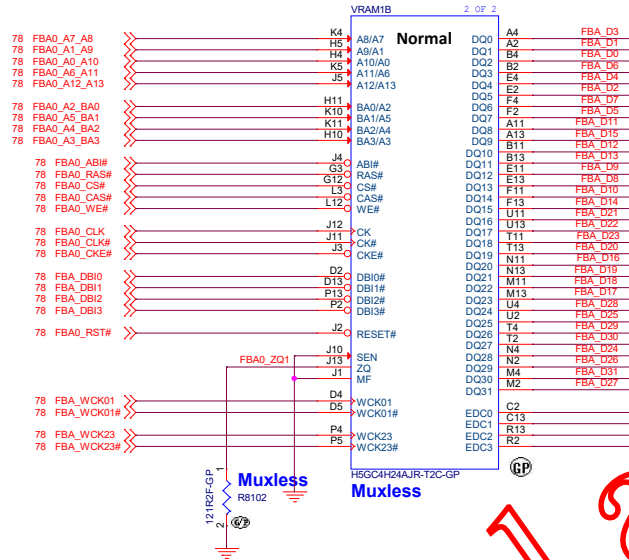 VRAM1B 2 OF 2
Normal
78 FBA0_A7_A8 K4 A8/A7
78 FBA0_A1_A9 H5 A9/A1
78 FBA0_A0_A10 H4 A10/A0
78 FBA0_A6_A11 K5 A11/A6
78 FBA0_A12_A13 J5 A12/A13
78 FBA0_A2_BA0 H11 BA0/A2
78 FBA0_A5_BA1 K10 BA1/A5
78 FBA0_A4_BA2 K11 BA2/A4
78 FBA0_A3_BA3 H10 BA3/A3
78 FBA0_ABI# J4 ABI#
78 FBA0_RAS# G3 RAS#
78 FBA0_CS# G12 CS#
78 FBA0_CAS# L3 CAS#
78 FBA0_WE# L12 WE#
78 FBA0_CLK J12 CK
78 FBA0_CLK# J11 CK#
78 FBA0_CKE# J3 CKE#
78 FBA_DBI0 D2 DBI0#
78 FBA_DBI1 D13 DBI1#
78 FBA_DBI2 P13 DBI2#
78 FBA_DBI3 P2 DBI3#
78 FBA0_RST# J2 RESET#
J10 SEN
FBA0_ZQ1 J13 ZQ
J1 MF
78 FBA_WCK01 D4 WCK01
78 FBA_WCK01# D5 WCK01#
78 FBA_WCK23 P4 WCK23
78 FBA_WCK23# P5 WCK23#
DQ0 A4 FBA_D3
DQ1 A2 FBA_D1
DQ2 B4 FBA_D0
DQ3 B2 FBA_D6
DQ4 E4 FBA_D4
DQ5 E2 FBA_D2
DQ6 F4 FBA_D7
DQ7 F2 FBA_D5
DQ8 A11 FBA_D11
DQ9 A13 FBA_D15
DQ10 B11 FBA_D12
DQ11 B13 FBA_D13
DQ12 E11 FBA_D9
DQ13 E13 FBA_D8
DQ14 F11 FBA_D10
DQ15 F13 FBA_D14
DQ16 U11 FBA_D21
DQ17 U13 FBA_D22
DQ18 T11 FBA_D23
DQ19 T13 FBA_D20
DQ20 N11 FBA_D16
DQ21 N13 FBA_D19
DQ22 M11 FBA_D18
DQ23 M13 FBA_D17
DQ24 U4 FBA_D28
DQ25 U2 FBA_D25
DQ26 T4 FBA_D29
DQ27 T2 FBA_D30
DQ28 N4 FBA_D24
DQ29 N2 FBA_D26
DQ30 M4 FBA_D31
DQ31 M2 FBA_D27
EDC0 C2
EDC1 C13
EDC2 R13
EDC3 R2
H5GC4H24AJR-T2C-GP
GP
Muxless
1
121R2F-GP
Muxless
R8102
2